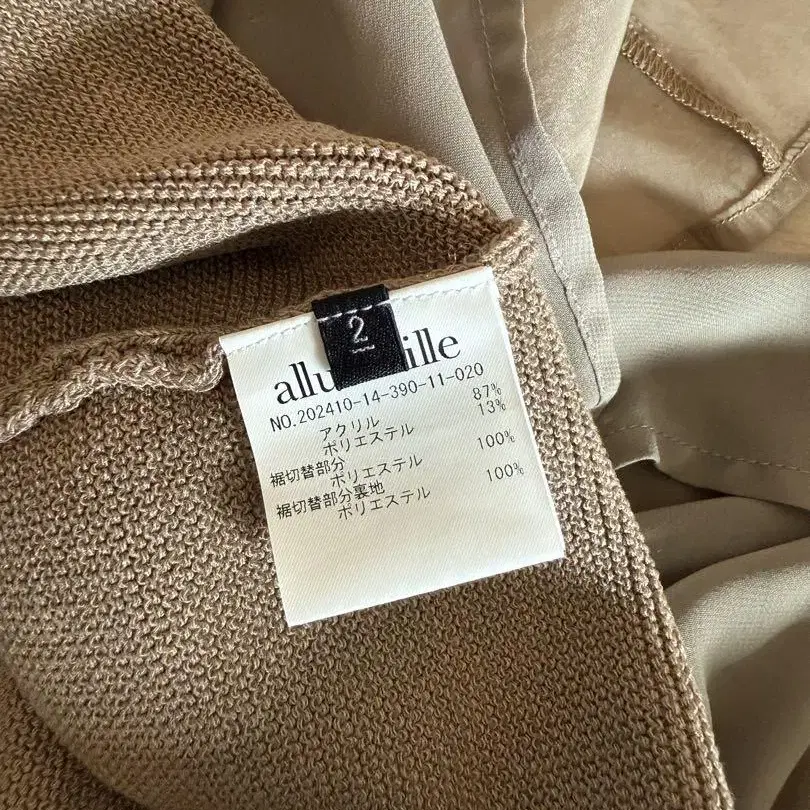 2
allu ille
NO.202410-14-390-11-020
アクリル 87%
ポリエステル 13%
裾切替部分
ポリエステル 100%
裾切替部分裏地
ポリエステル 100%